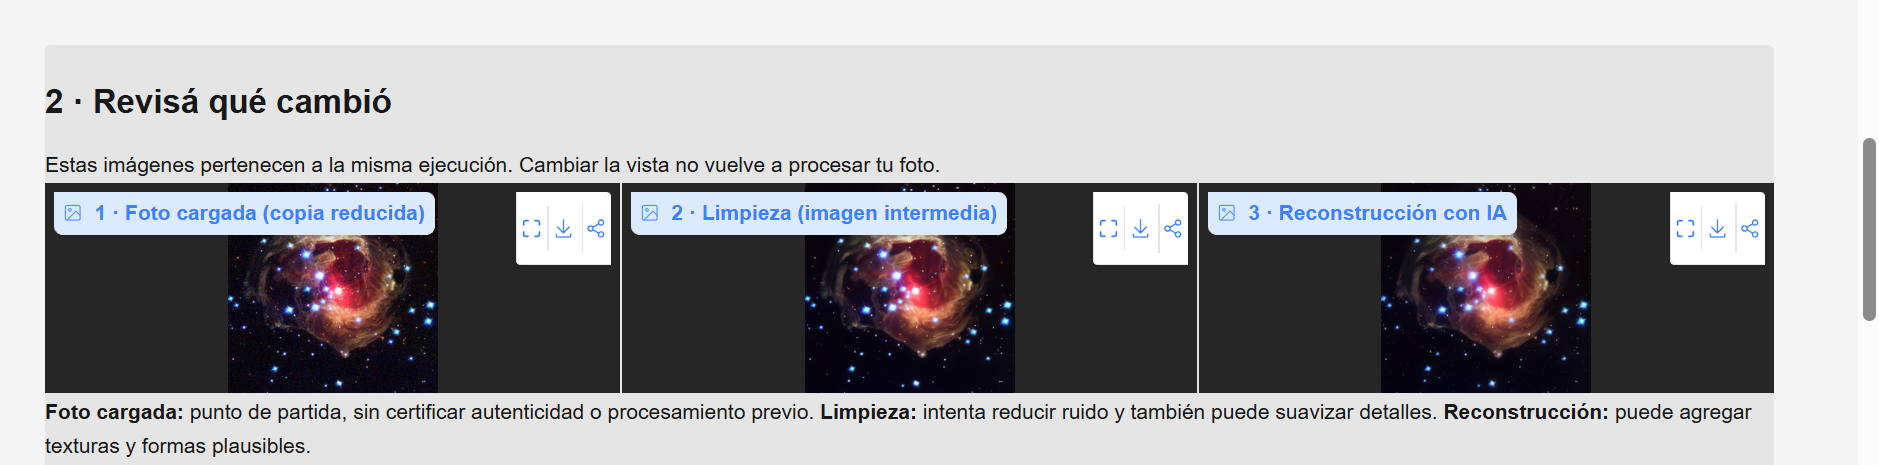 2 · Revisá qué cambió
Estas imágenes pertenecen a la misma ejecución. Cambiar la vista no vuelve a procesar tu foto.
1 · Foto cargada (copia reducida)
2 · Limpieza (imagen intermedia)
3 · Reconstrucción con IA
Foto cargada: punto de partida, sin certificar autenticidad o procesamiento previo. Limpieza: intenta reducir ruido y también puede suavizar detalles. Reconstrucción: puede agregar
texturas y formas plausibles.